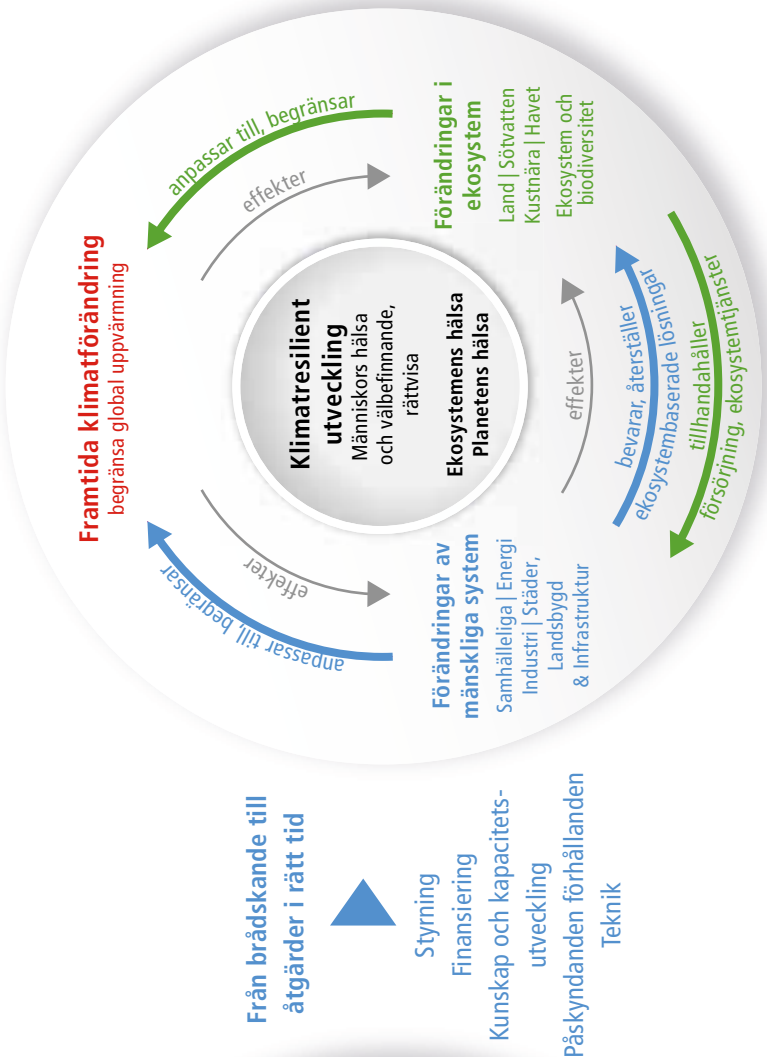 Från brådskande till
åtgärder i rätt tid
Styrning
Finansiering
Kunskap och kapacitets-
utveckling
Påskyndanden förhållanden
Teknik
Framtida klimatförändring
begränsa global uppvärmning
anpassar till, begränsar
effekter
anpassar till, begränsar
effekter
Klimatresilient
utveckling
Människors hälsa
och välbefinnande,
rättvisa
Ekosystemens hälsa
Planetens hälsa
Förändringar av
mänskliga system
Samhälleliga | Energi
Industri | Städer,
Landsbygd
& Infrastruktur
Förändringar i
ekosystem
Land | Sötvatten
Kustnära | Havet
Ekosystem och
biodiversitet
effekter
bevarar, återställer
ekosystembaserade lösningar
tillhandahåller
försörjning, ekosystemtjänster